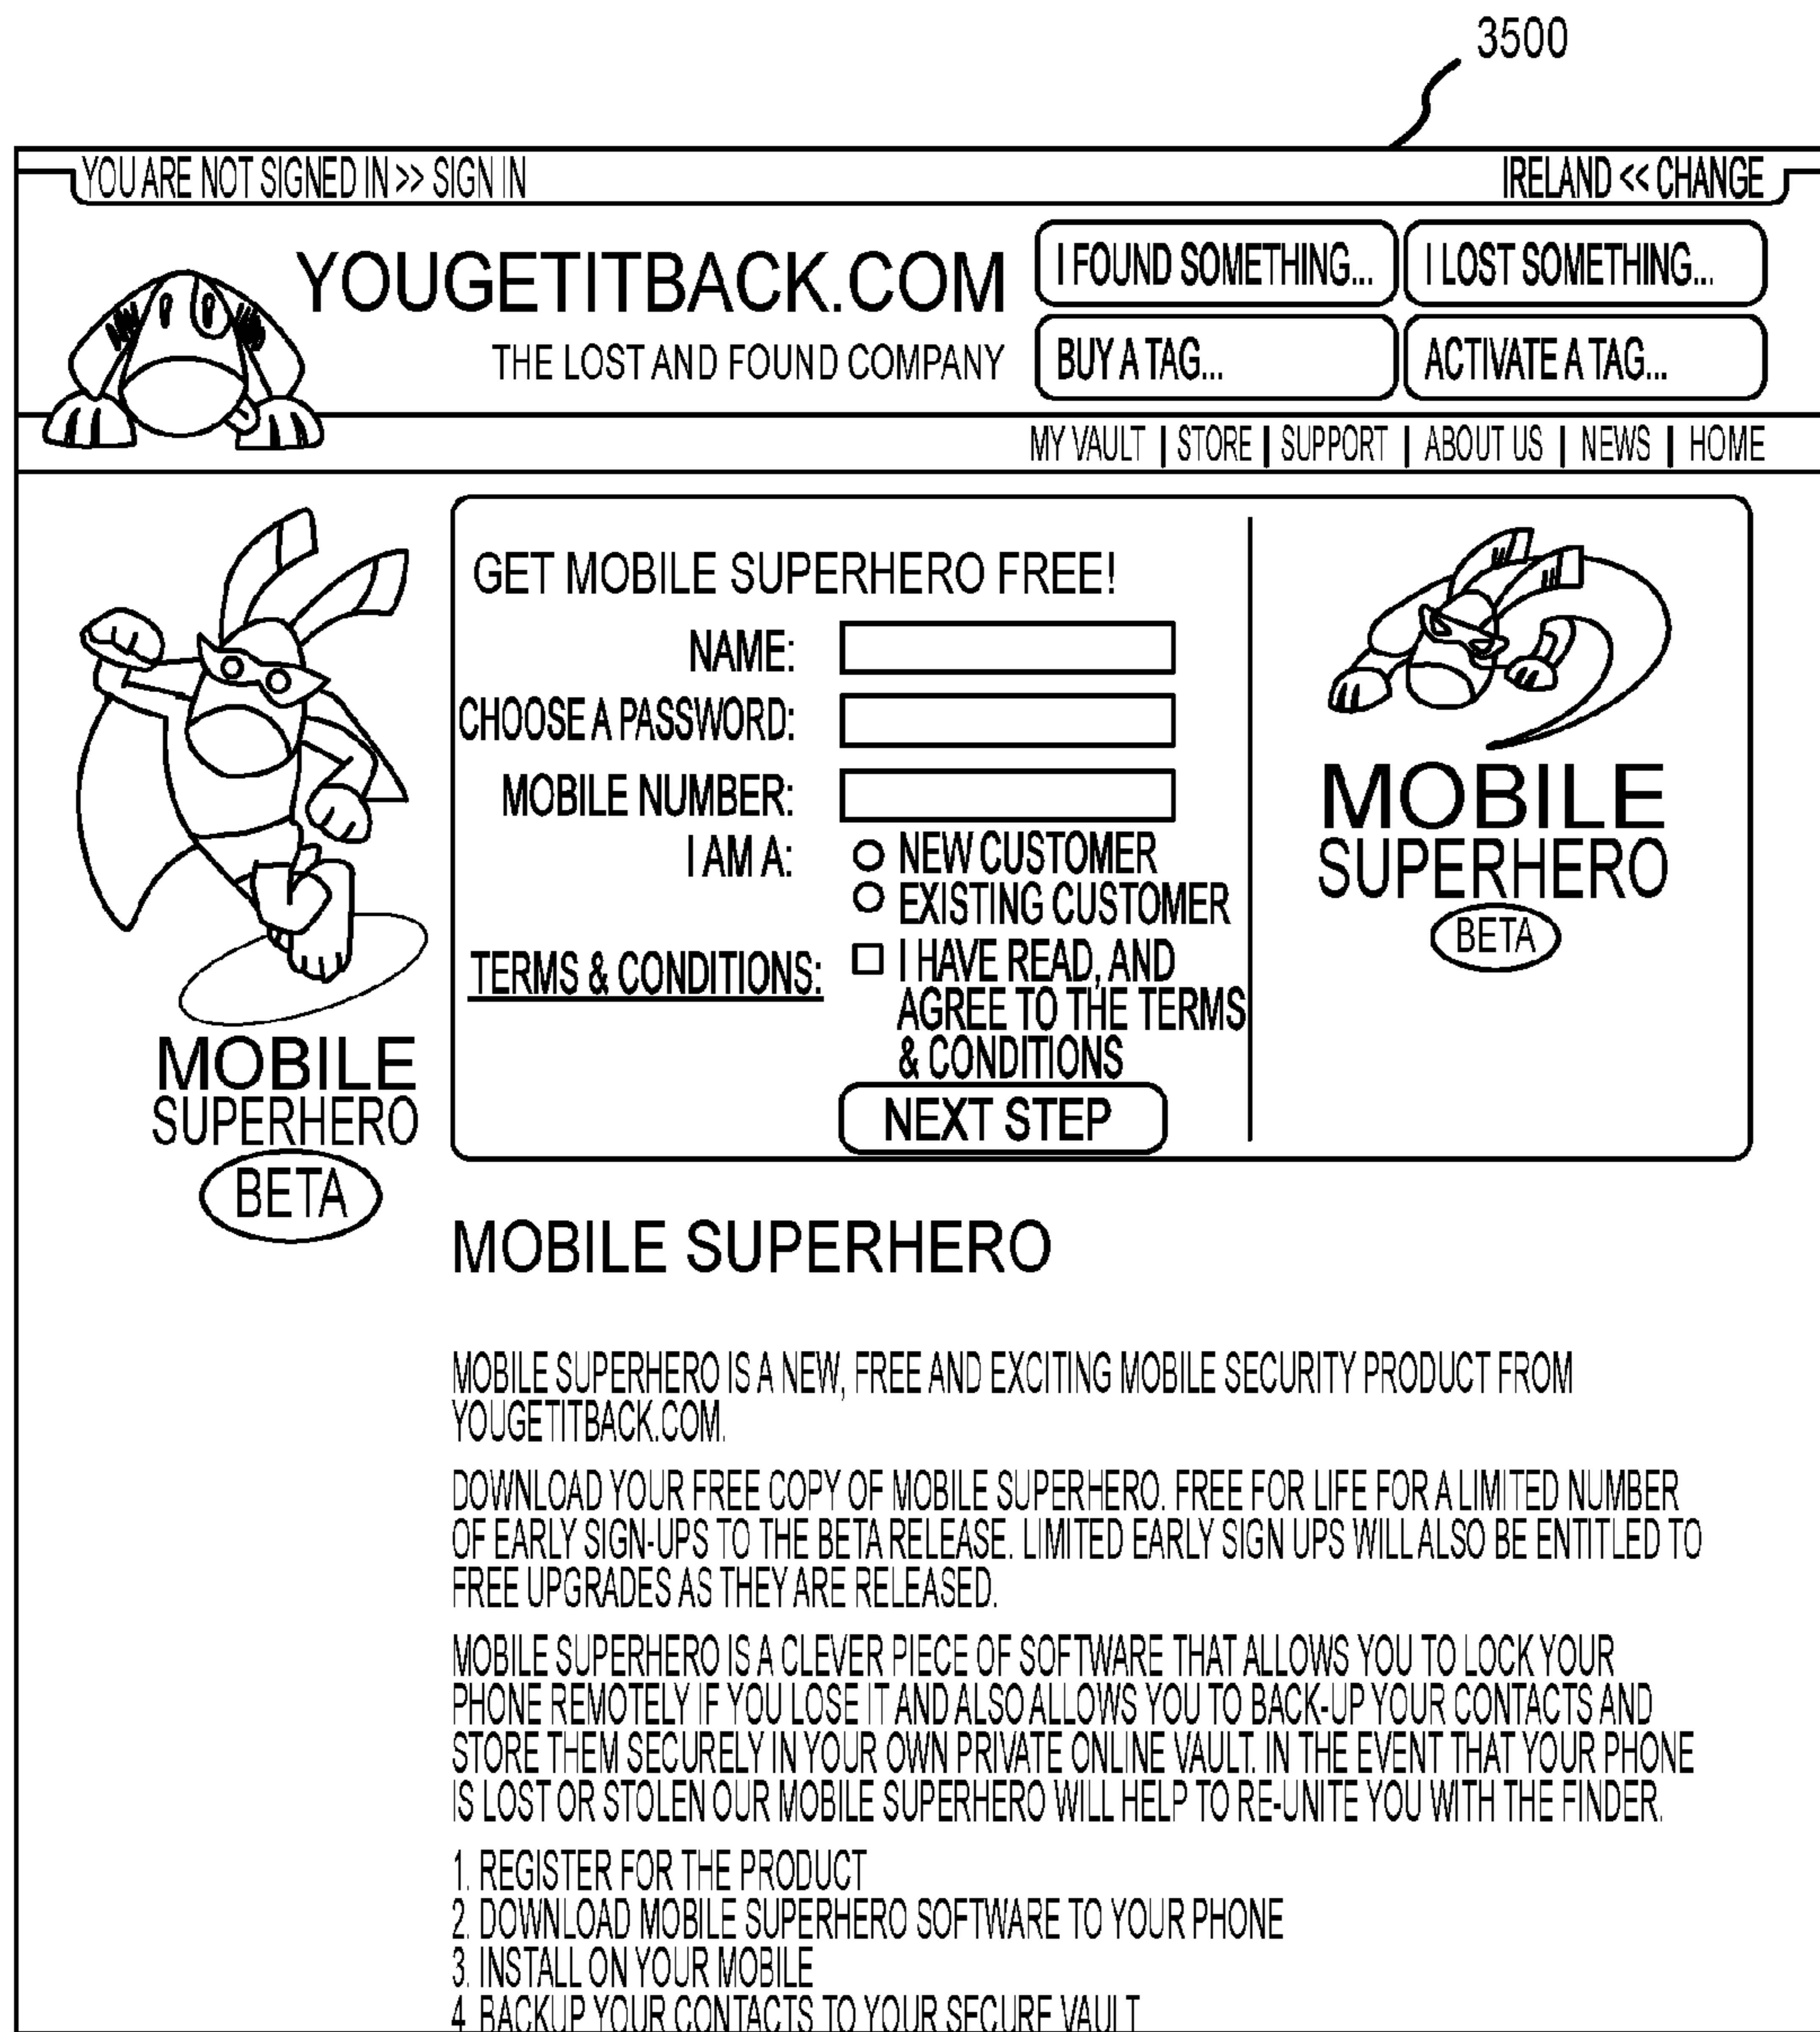 3500
YOU ARE NOT SIGNED IN >> SIGN IN
IRELAND << CHANGE
YOUGETITBACK.COM
THE LOST AND FOUND COMPANY
I FOUND SOMETHING...
I LOST SOMETHING...
BUY A TAG...
ACTIVATE A TAG...
MY VAULT | STORE | SUPPORT | ABOUT US | NEWS | HOME
MOBILE
SUPERHERO
BETA
GET MOBILE SUPERHERO FREE!
NAME:
CHOOSE A PASSWORD:
MOBILE NUMBER:
I AM A:
NEW CUSTOMER
EXISTING CUSTOMER
TERMS & CONDITIONS:
I HAVE READ, AND
AGREE TO THE TERMS
& CONDITIONS
NEXT STEP
MOBILE
SUPERHERO
BETA
MOBILE SUPERHERO
MOBILE SUPERHERO IS A NEW, FREE AND EXCITING MOBILE SECURITY PRODUCT FROM
YOUGETITBACK.COM.
DOWNLOAD YOUR FREE COPY OF MOBILE SUPERHERO. FREE FOR LIFE FOR A LIMITED NUMBER
OF EARLY SIGN-UPS TO THE BETA RELEASE. LIMITED EARLY SIGN UPS WILL ALSO BE ENTITLED TO
FREE UPGRADES AS THEY ARE RELEASED.
MOBILE SUPERHERO IS A CLEVER PIECE OF SOFTWARE THAT ALLOWS YOU TO LOCK YOUR
PHONE REMOTELY IF YOU LOSE IT AND ALSO ALLOWS YOU TO BACK-UP YOUR CONTACTS AND
STORE THEM SECURELY IN YOUR OWN PRIVATE ONLINE VAULT. IN THE EVENT THAT YOUR PHONE
IS LOST OR STOLEN OUR MOBILE SUPERHERO WILL HELP TO RE-UNITE YOU WITH THE FINDER.
1. REGISTER FOR THE PRODUCT
2. DOWNLOAD MOBILE SUPERHERO SOFTWARE TO YOUR PHONE
3. INSTALL ON YOUR MOBILE
4. BACKUP YOUR CONTACTS TO YOUR SECURE VAULT